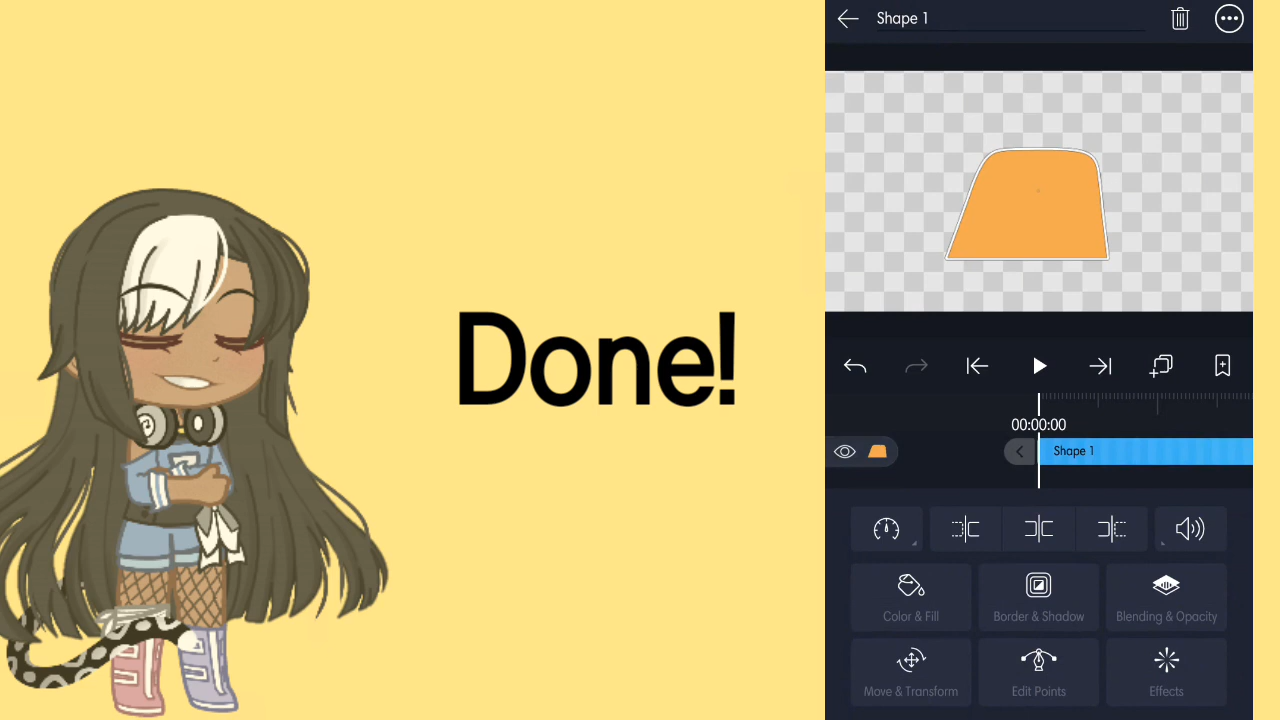 Shape 1
Done!
00:00:00
Shape 1
Color & Fill
Border & Shadow
Blending & Opacity
Move & Transform
Edit Points
Effects